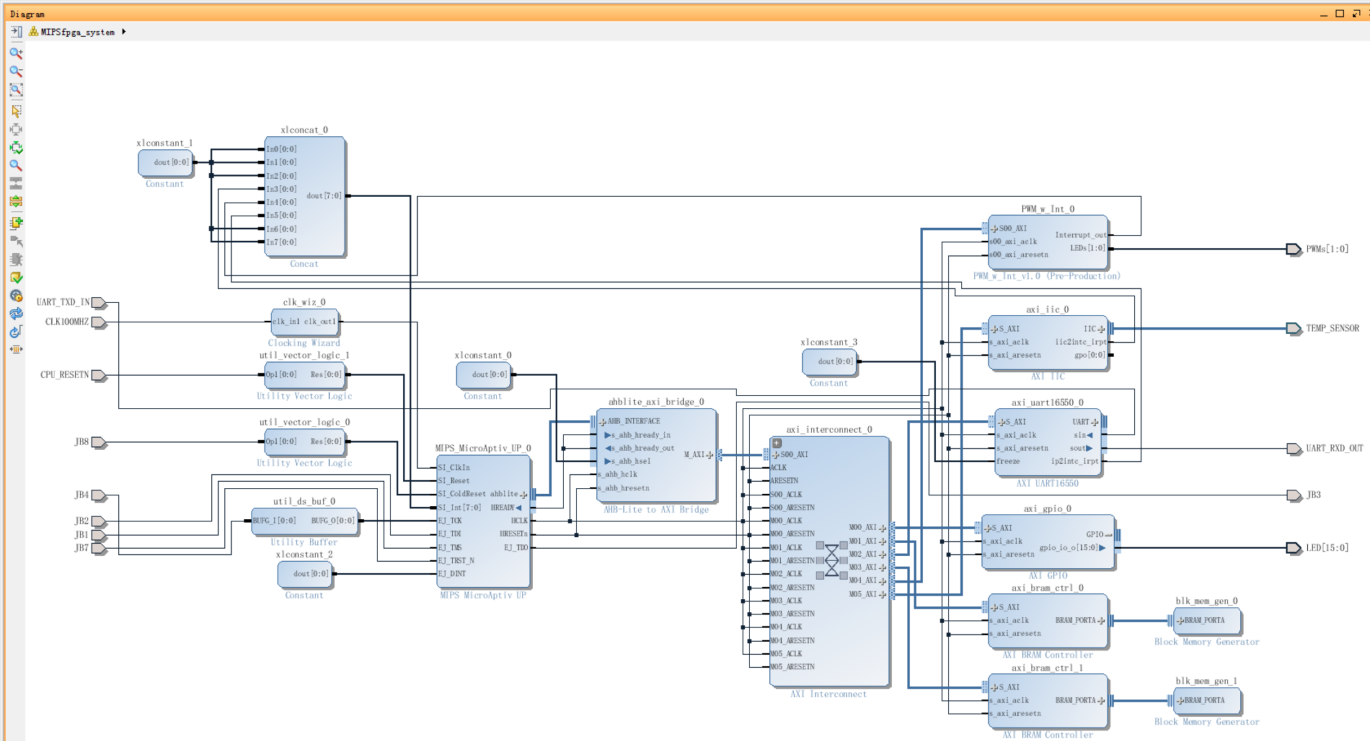 Diagram
MIPSfpga_system
xlconstant_1
dout[0:0]
Constant
xlconcat_0
In0[0:0]
In1[0:0]
In2[0:0]
In3[0:0]
In4[0:0]
In5[0:0]
In6[0:0]
In7[0:0]
dout[7:0]
Concat
UART_TXD_IN
CLK100MHZ
CPU_RESETN
JB8
JB4
JB2
JB1
JB7
clk_wiz_0
clk_in1 clk_out1
Clocking Wizard
util_vector_logic_1
Op1[0:0] Res[0:0]
Utility Vector Logic
util_vector_logic_0
Op1[0:0] Res[0:0]
Utility Vector Logic
util_ds_buf_0
BUFG_I[0:0] BUFG_O[0:0]
Utility Buffer
xlconstant_2
dout[0:0]
Constant
xlconstant_0
dout[0:0]
Constant
MIPS_MicroAptiv_UP_0
SI_ClkIn
SI_Reset
SI_ColdReset ahblite
SI_Int[7:0] HREADY
EJ_TCK HCLK
EJ_TDI HRESETn
EJ_TMS EJ_TDO
EJ_TRST_N
EJ_DINT
MIPS MicroAptiv UP
ahblite_axi_bridge_0
AHB_INTERFACE
s_ahb_hready_in
s_ahb_hready_out M_AXI
s_ahb_hsel
s_ahb_hclk
s_ahb_hresetn
AHB-Lite to AXI Bridge
axi_interconnect_0
S00_AXI
ACLK
ARESETN
S00_ACLK
S00_ARESETN
M00_ACLK M00_AXI
M00_ARESETN M01_AXI
M01_ACLK M02_AXI
M01_ARESETN M03_AXI
M02_ACLK M04_AXI
M02_ARESETN M05_AXI
M03_ACLK
M03_ARESETN
M04_ACLK
M04_ARESETN
M05_ACLK
M05_ARESETN
AXI Interconnect
xlconstant_3
dout[0:0]
Constant
PWM_w_Int_0
S00_AXI
s00_axi_aclk
s00_axi_aresetn
Interrupt_out
LEDs[1:0]
PWM_w_Int_v1.0 (Pre-Production)
axi_iic_0
S_AXI IIC
s_axi_aclk iic2intc_irpt
s_axi_aresetn gpo[0:0]
AXI IIC
axi_uart16550_0
S_AXI UART
s_axi_aclk sin
s_axi_aresetn sout
freeze ip2intc_irpt
AXI UART16550
axi_gpio_0
S_AXI GPIO
s_axi_aclk gpio_io_o[15:0]
s_axi_aresetn
AXI GPIO
axi_bram_ctrl_0
S_AXI
s_axi_aclk BRAM_PORTA
s_axi_aresetn
AXI BRAM Controller
axi_bram_ctrl_1
S_AXI
s_axi_aclk BRAM_PORTA
s_axi_aresetn
AXI BRAM Controller
blk_mem_gen_0
BRAM_PORTA
Block Memory Generator
blk_mem_gen_1
BRAM_PORTA
Block Memory Generator
PWMs[1:0]
TEMP_SENSOR
UART_RXD_OUT
JB3
LED[15:0]